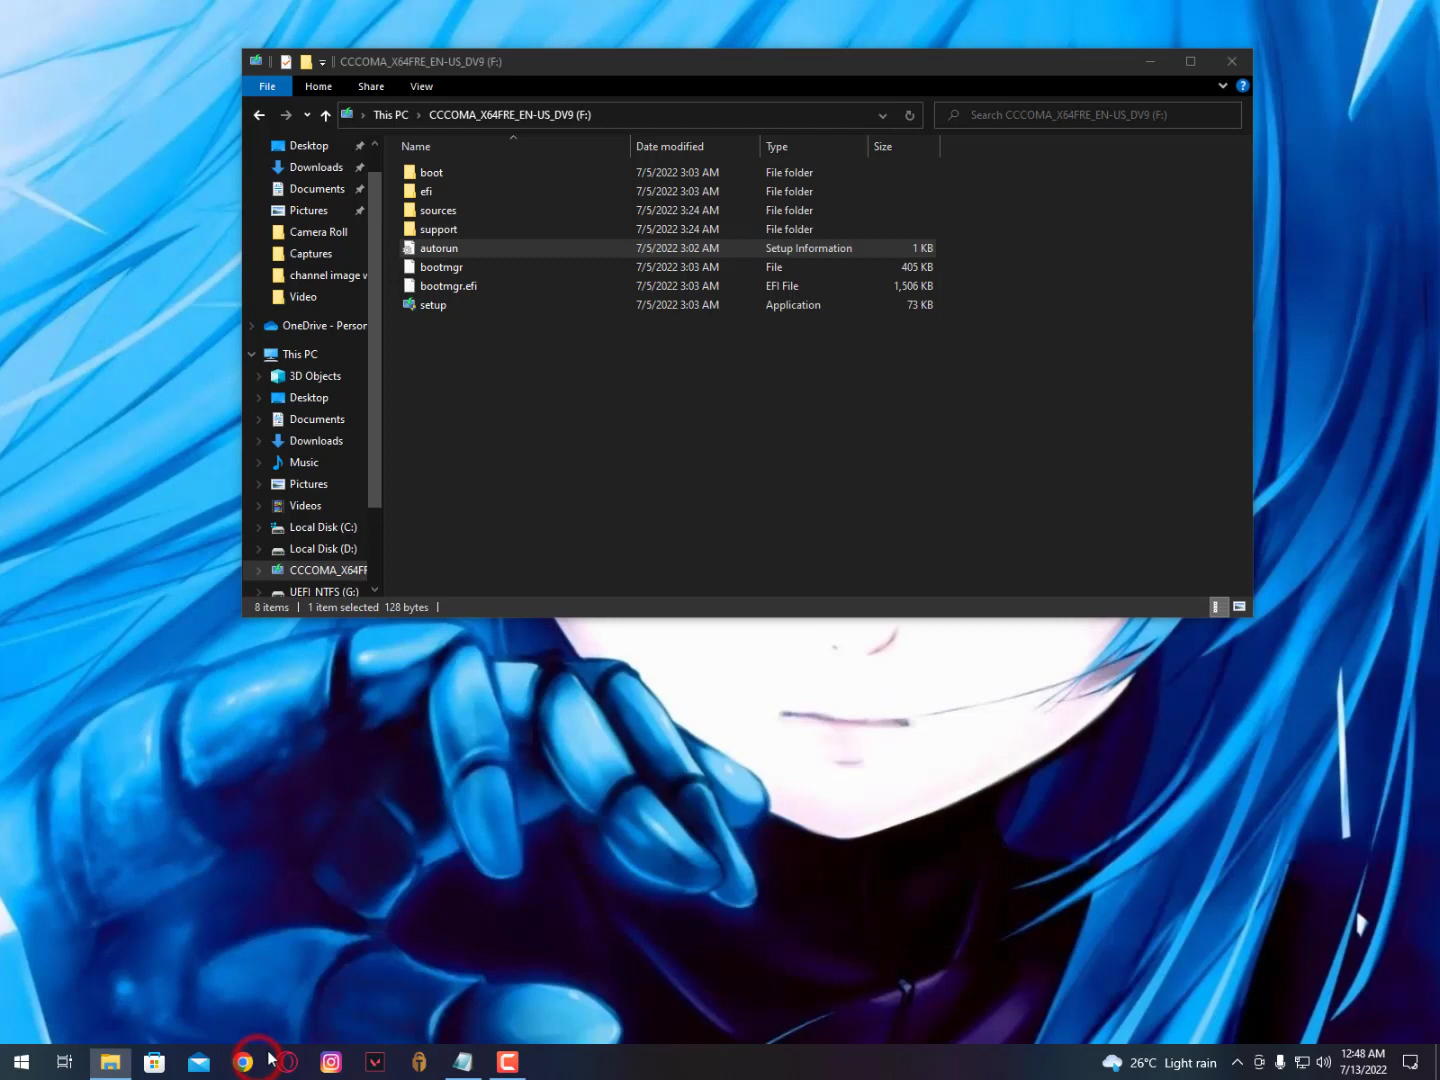 CCCOMA_X64FRE_EN-US_DV9 (F:)
File Home Share View
This PC CCCOMA_X64FRE_EN-US_DV9 (F:) Search CCCOMA_X64FRE_EN-US_DV9 (F:)
Name Date modified Type Size
boot 7/5/2022 3:03 AM File folder
efi 7/5/2022 3:03 AM File folder
sources 7/5/2022 3:24 AM File folder
support 7/5/2022 3:24 AM File folder
autorun 7/5/2022 3:02 AM Setup Information 1 KB
bootmgr 7/5/2022 3:03 AM File 405 KB
bootmgr.efi 7/5/2022 3:03 AM EFI File 1,506 KB
setup 7/5/2022 3:03 AM Application 73 KB
Desktop
Downloads
Documents
Pictures
Camera Roll
Captures
channel image w
Video
OneDrive - Person
This PC
3D Objects
Desktop
Documents
Downloads
Music
Pictures
Videos
Local Disk (C:)
Local Disk (D:)
CCCOMA_X64FR
UEFI_NTFS (G:)
8 items 1 item selected 128 bytes
26°C Light rain
12:48 AM
7/13/2022